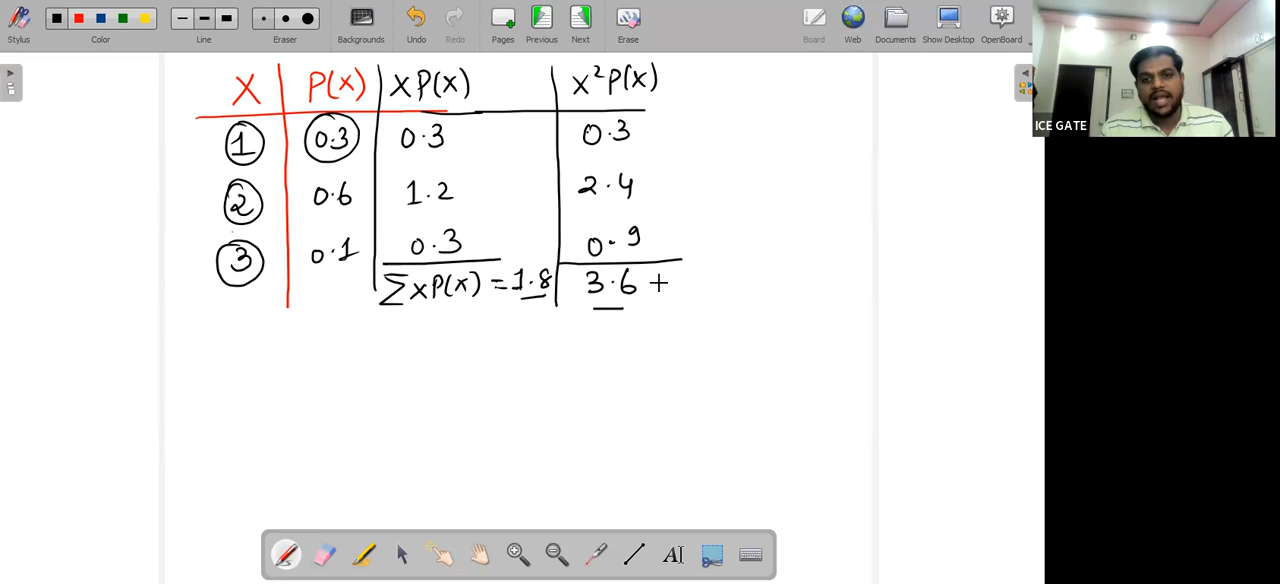 Stylus Color Line Eraser Backgrounds Undo Redo Pages Previous Next Erase Board Web Documents Show Desktop OpenBoard
X P(X) XP(X) X²P(X)
1 0.3 0.3 0.3
2 0.6 1.2 2.4
3 0.1 0.3 0.9
∑XP(X) = 1.8 3.6
ICE GATE